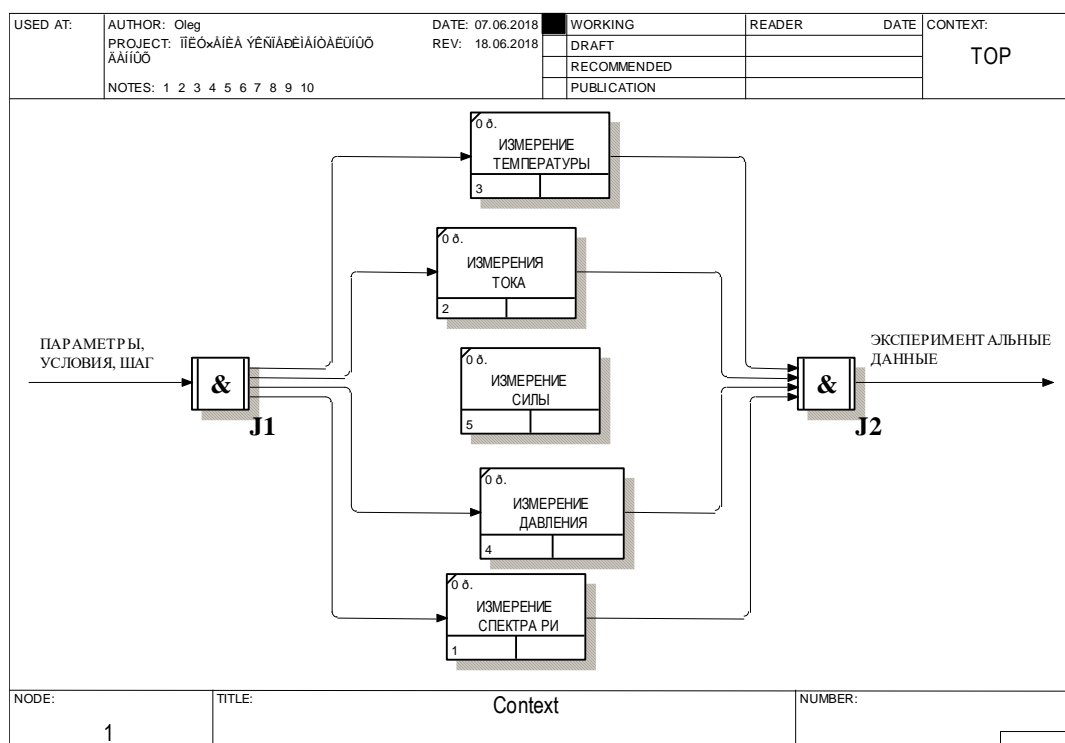 USED AT:
AUTHOR: Oleg
DATE: 07.06.2018
PROJECT: ÏÎËÓ×ÅÍÈÅ ÝÊÑÏÅÐÈÌÅÍÒÀËÜÍÛÕ
ÄÀÍÍÛÕ
REV: 18.06.2018
NOTES: 1 2 3 4 5 6 7 8 9 10
WORKING
DRAFT
RECOMMENDED
PUBLICATION
READER
DATE
CONTEXT:
TOP
0 ð.
ИЗМЕРЕНИЕ
ТЕМПЕРАТУРЫ
3
0 ð.
ИЗМЕРЕНИЯ
ТОКА
2
ПАРАМЕТРЫ,
УСЛОВИЯ, ШАГ
&
J1
0 ð.
ИЗМЕРЕНИЕ
СИЛЫ
5
&
J2
ЭКСПЕРИМЕНТАЛЬНЫЕ
ДАННЫЕ
0 ð.
ИЗМЕРЕНИЕ
ДАВЛЕНИЯ
4
0 ð.
ИЗМЕРЕНИЕ
СПЕКТРА РИ
1
NODE:
1
TITLE:
Context
NUMBER: